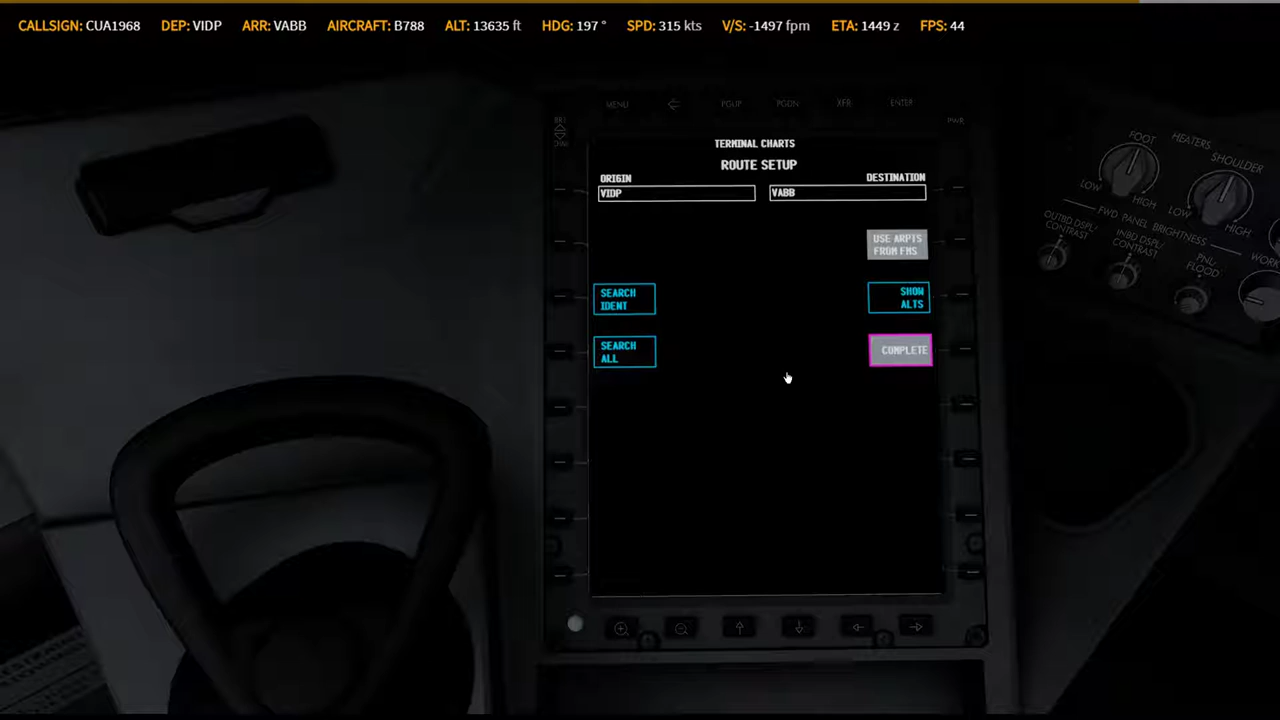 CALLSIGN: CUA1968 DEP: VIDP ARR: VABB AIRCRAFT: B788 ALT: 13635 ft HDG: 197 ° SPD: 315 kts V/S: -1497 fpm ETA: 1449 z FPS: 44
MENU PGUP PGDN XFR ENTER
BRT
PWR
TERMINAL CHARTS
ROUTE SETUP
ORIGIN DESTINATION
VIDP VABB
USE ARPTS
FROM FMS
SEARCH
IDENT
SHOW
ALTS
SEARCH
ALL
COMPLETE
FOOT
HEATERS
SHOULDER
LOW
HIGH
LOW
HIGH
FWD PANEL BRIGHTNESS
OUTBD DSPL/
CONTRAST
INBD DSPL/
CONTRAST
PNL/
FLOOD